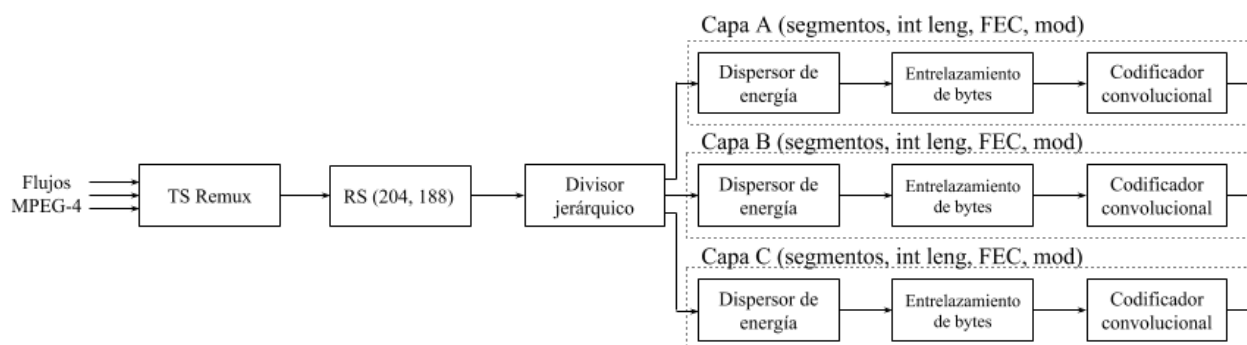 Capa A (segmentos, int leng, FEC, mod)
Dispersor de
energía
Entrelazamiento
de bytes
Codificador
convolucional
Flujos
MPEG-4
TS Remux
RS (204, 188)
Divisor
jerárquico
Capa B (segmentos, int leng, FEC, mod)
Dispersor de
energía
Entrelazamiento
de bytes
Codificador
convolucional
Capa C (segmentos, int leng, FEC, mod)
Dispersor de
energía
Entrelazamiento
de bytes
Codificador
convolucional